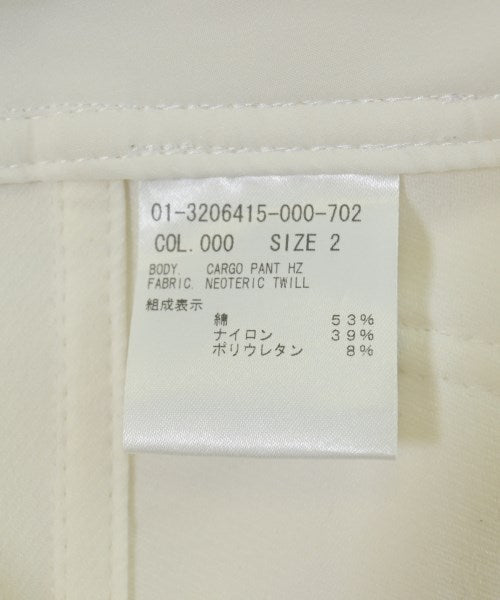 01-3206415-000-702
COL.000 SIZE 2
BODY. CARGO PANT HZ
FABRIC. NEOTERIC TWILL
組成表示
綿 53%
ナイロン 39%
ポリウレタン 8%